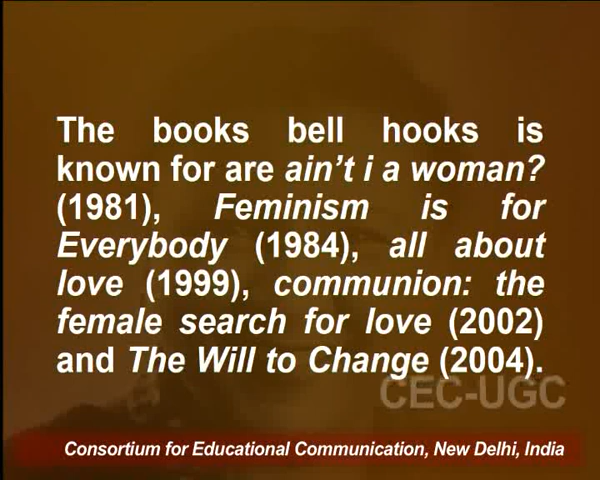 The books bell hooks is
known for are ain't i a woman?
(1981), Feminism is for
Everybody (1984), all about
love (1999), communion: the
female search for love (2002)
and The Will to Change (2004).
CEC-UGC
Consortium for Educational Communication, New Delhi, India